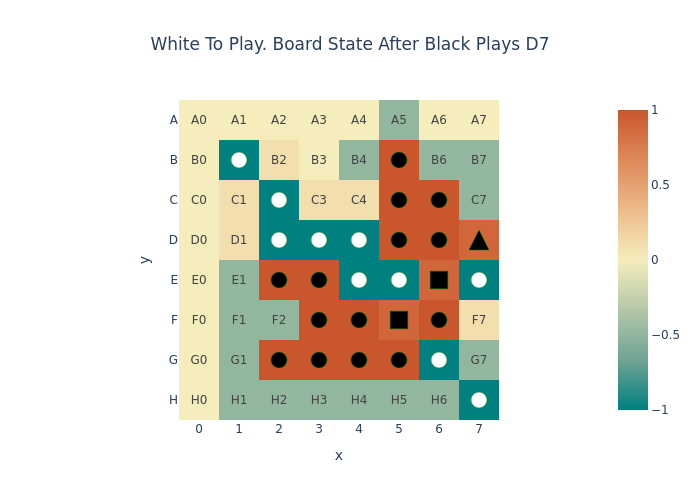 White To Play. Board State After Black Plays D7
A A0 A1 A2 A3 A4 A5 A6 A7
B B0 B2 B3 B4 B6 B7
C C0 C1 C3 C4 C7
D D0 D1
E E0 E1
F F0 F1 F2 F7
G G0 G1 G7
H H0 H1 H2 H3 H4 H5 H6
0 1 2 3 4 5 6 7
x
y
1
0.5
0
−0.5
−1